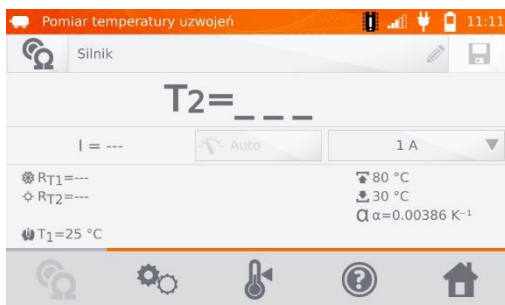 Pomiar temperatury uzwojeń 11:11
Silnik
T2=_ _ _
I = --- Auto 1 A
RT1=--- 80 °C
RT2=--- 30 °C
α α=0.00386 K⁻¹
T1=25 °C